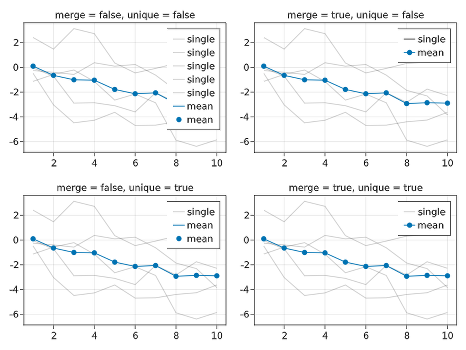 merge = false, unique = false
merge = true, unique = false
2
0
-2
-4
-6
single
single
single
single
single
mean
mean
2 4 6 8 10
2
0
-2
-4
-6
single
mean
2 4 6 8 10
merge = false, unique = true
merge = true, unique = true
2
0
-2
-4
-6
single
mean
2 4 6 8 10
2
0
-2
-4
-6
single
mean
2 4 6 8 10